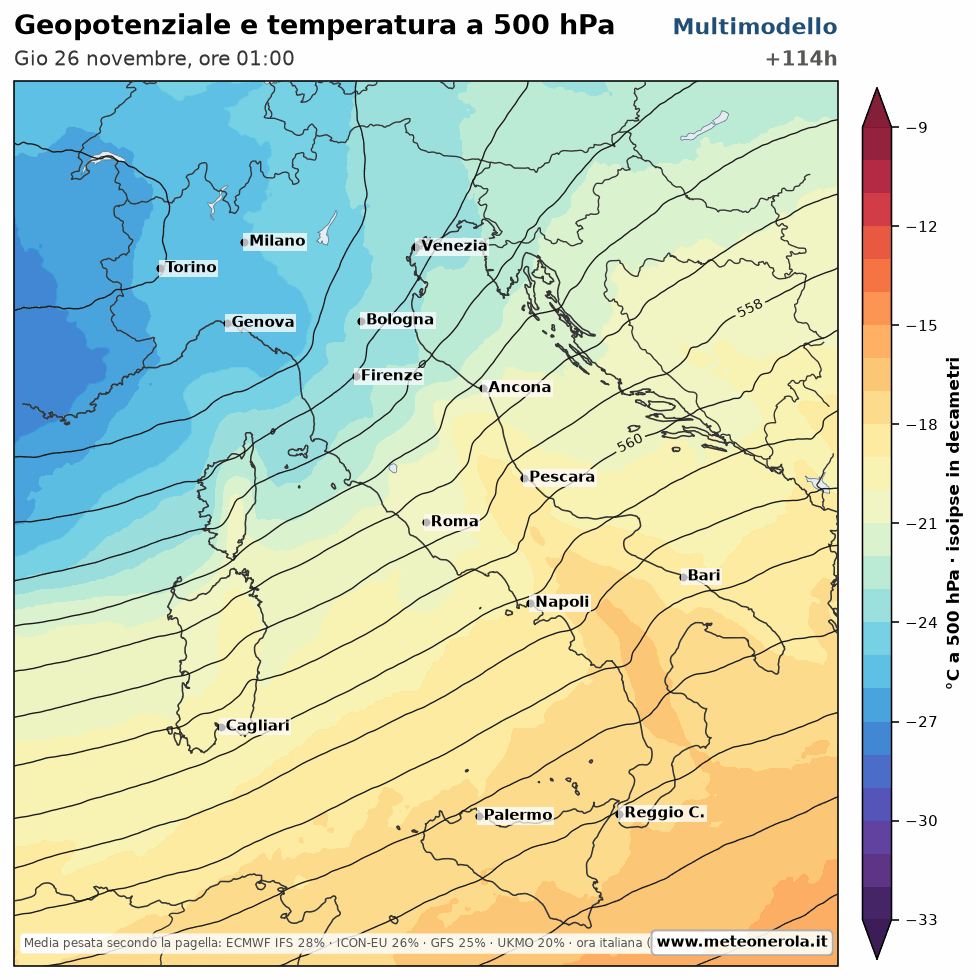 Geopotenziale e temperatura a 500 hPa
Multimodello
Gio 26 novembre, ore 01:00
+114h
Milano
Venezia
Torino
Genova
Bologna
558
Firenze
Ancona
560
Pescara
Roma
Bari
Napoli
Cagliari
Palermo
Reggio C.
−9
−12
−15
−18
−21
−24
−27
−30
−33
°C a 500 hPa · isoipse in decametri
Media pesata secondo la pagella: ECMWF IFS 28% · ICON-EU 26% · GFS 25% · UKMO 20% · ora italiana (
www.meteonerola.it